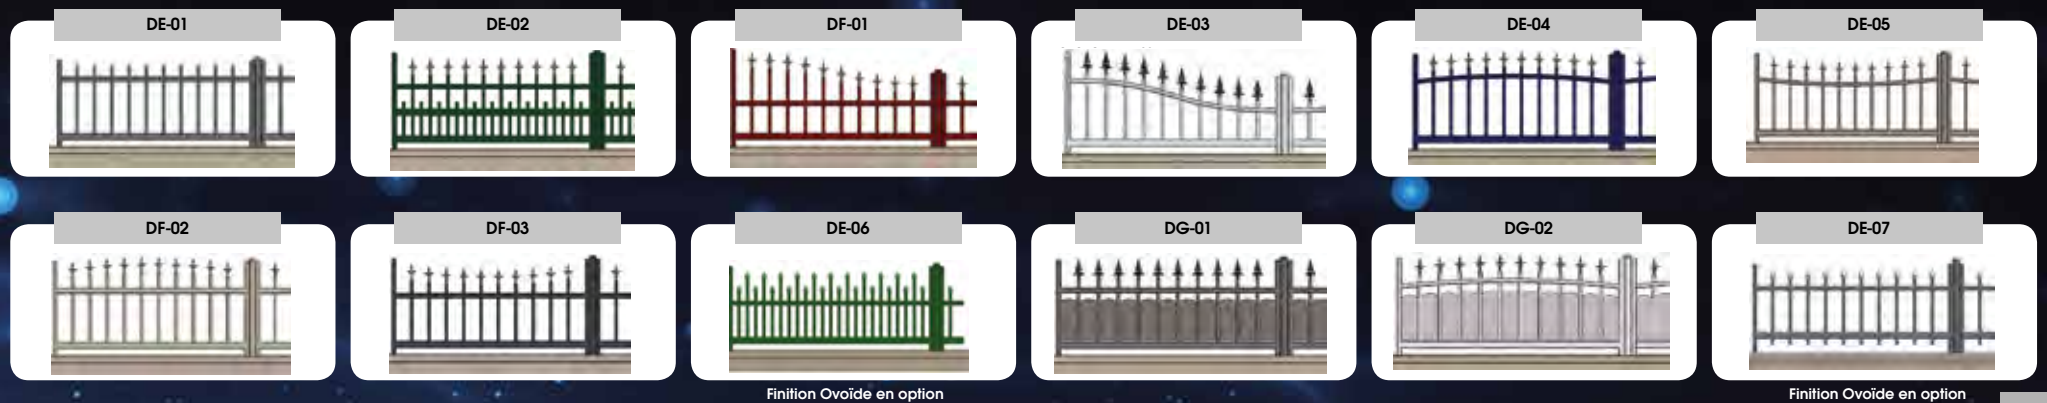 DE-01
DE-02
DF-01
DE-03
DE-04
DE-05
DF-02
DF-03
DE-06
DG-01
DG-02
DE-07
Finition Ovoïde en option
Finition Ovoïde en option